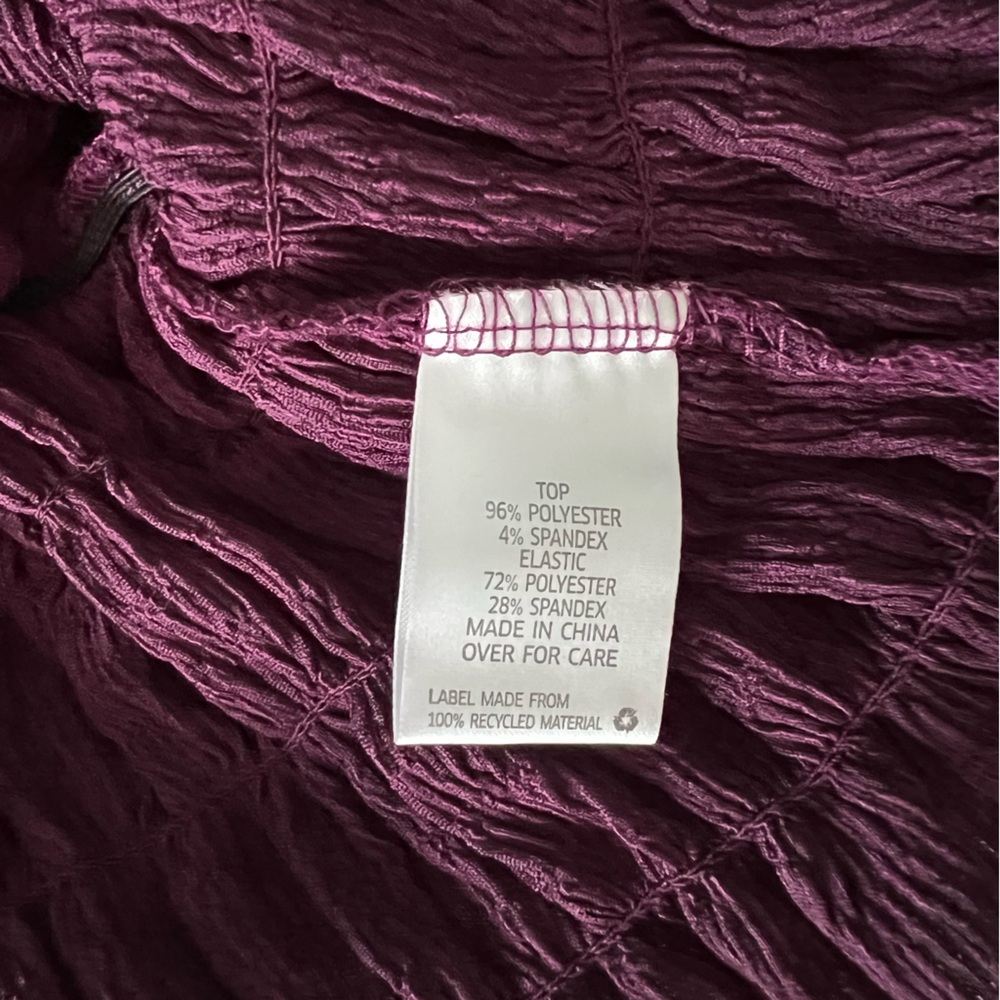 TOP
96% POLYESTER
4% SPANDEX
ELASTIC
72% POLYESTER
28% SPANDEX
MADE IN CHINA
OVER FOR CARE
LABEL MADE FROM
100% RECYCLED MATERIAL